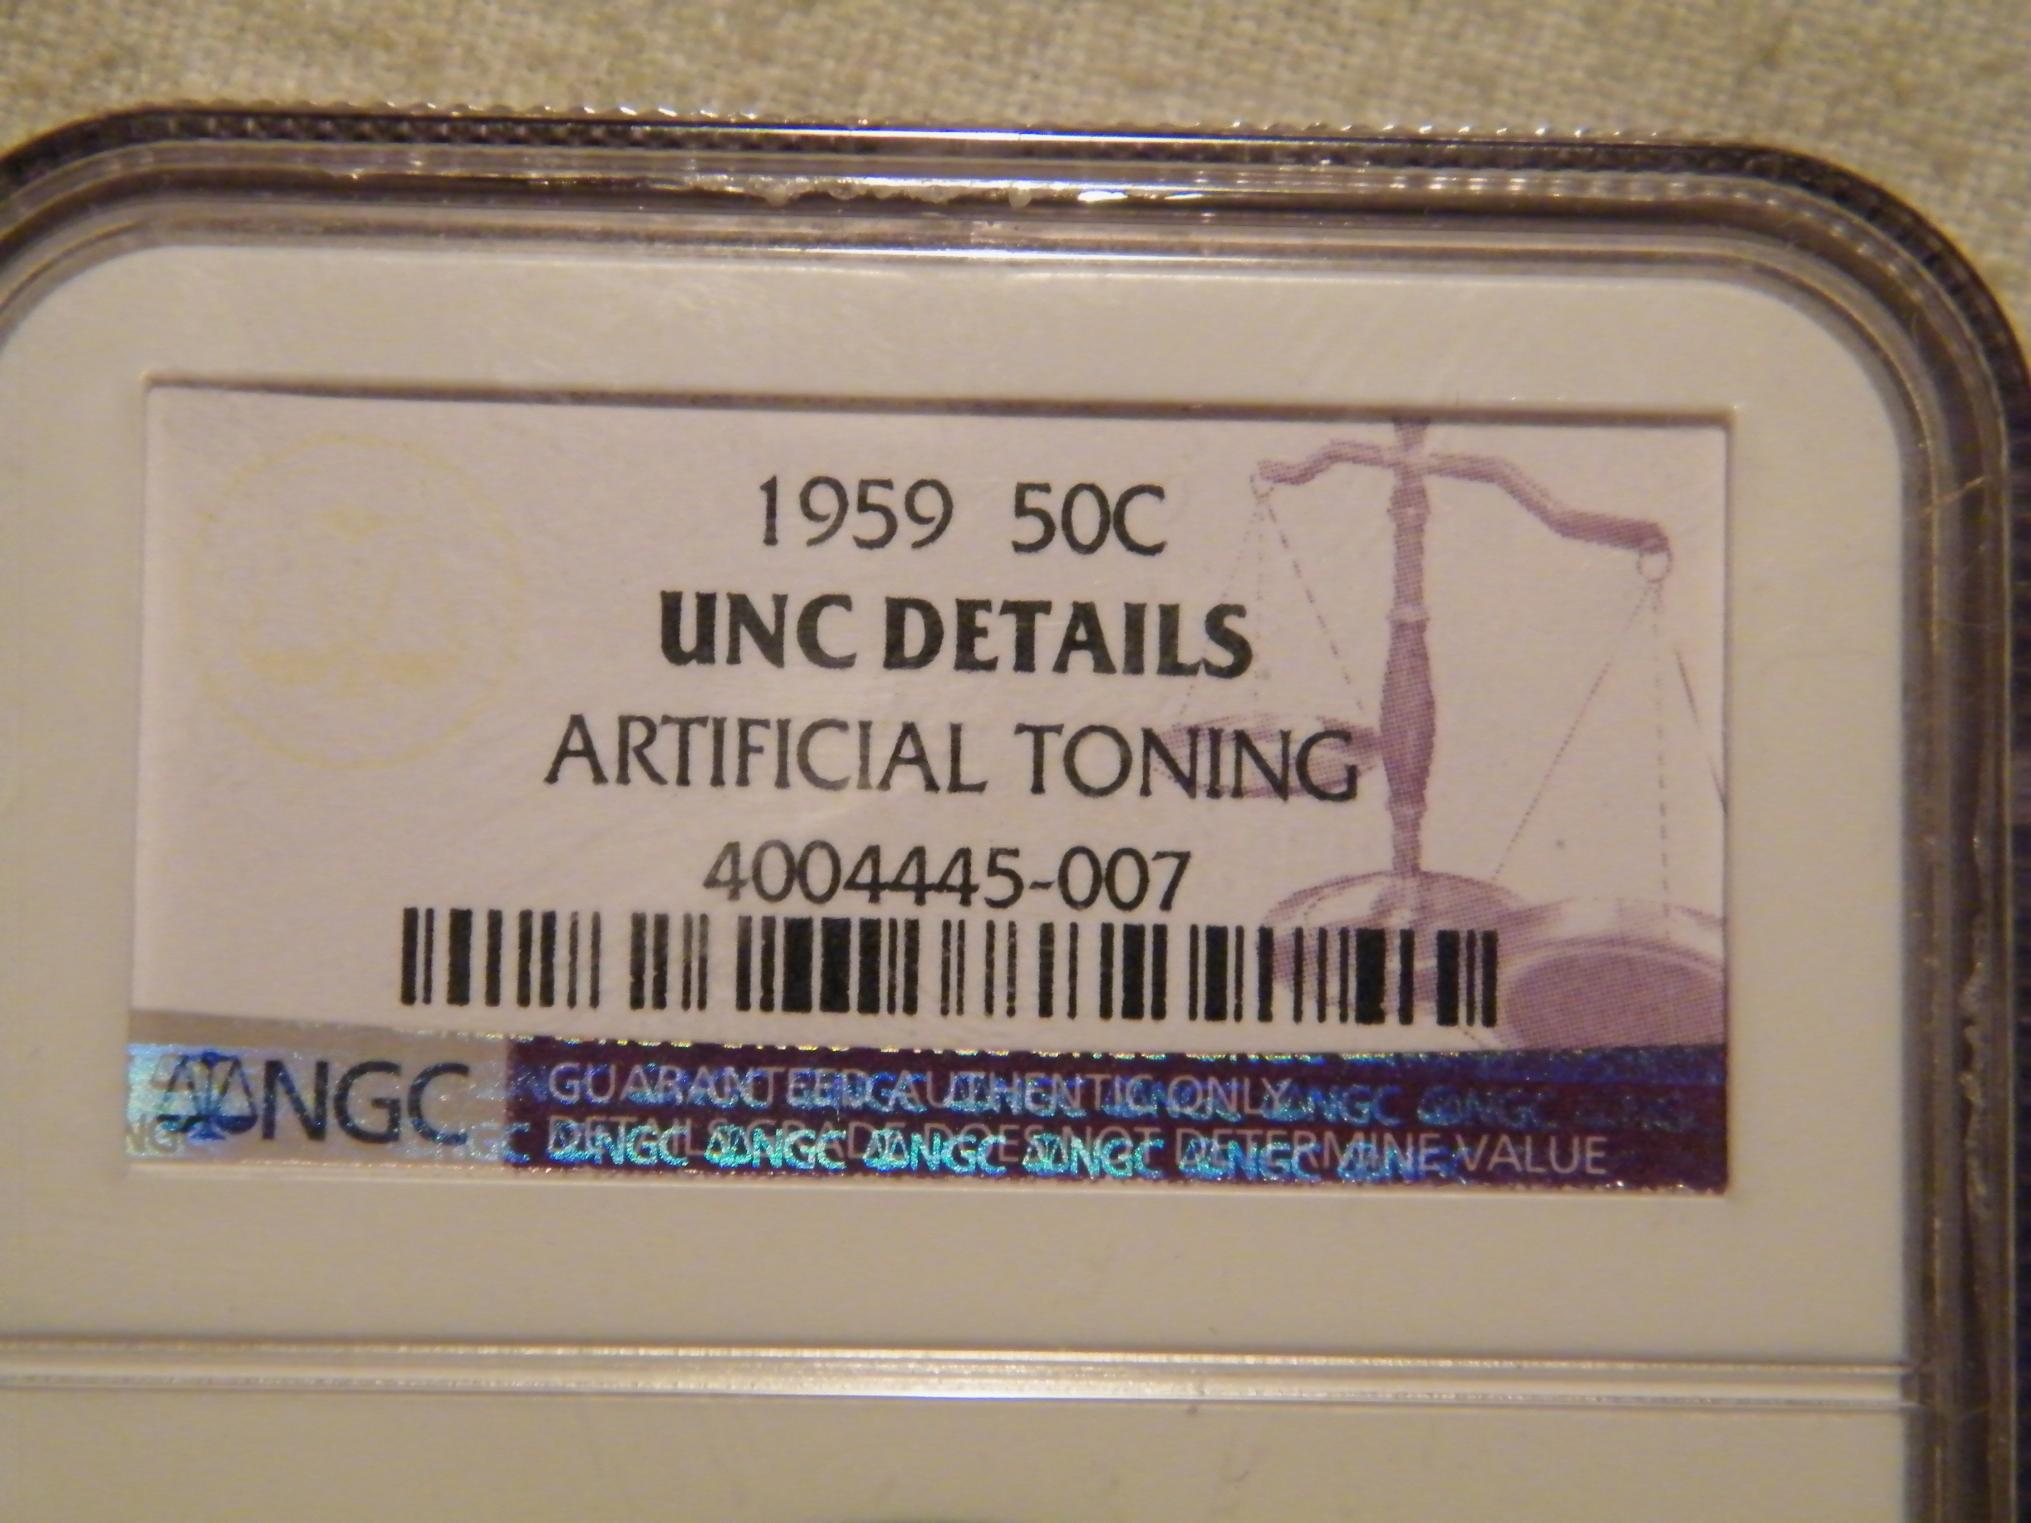 1959 50C
UNC DETAILS
ARTIFICIAL TONING
4004445-007
NGC GUARANTEED AUTHENTIC ONLY
DETAILS GRADE DOES NOT DETERMINE VALUE